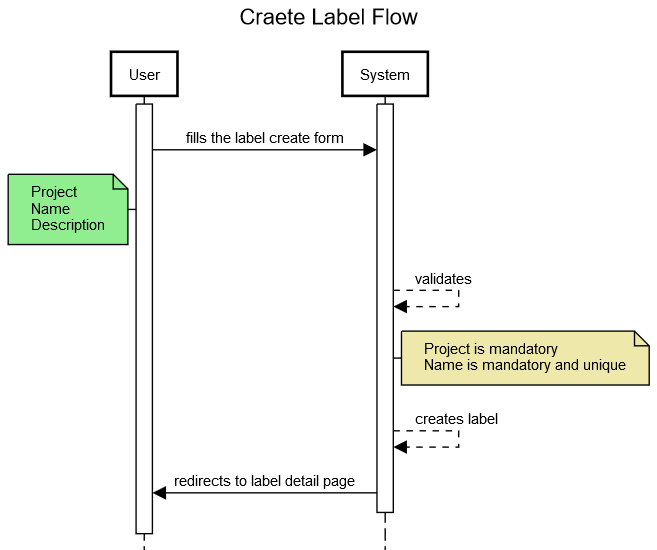 Craete Label Flow
User
System
fills the label create form
Project
Name
Description
validates
Project is mandatory
Name is mandatory and unique
creates label
redirects to label detail page